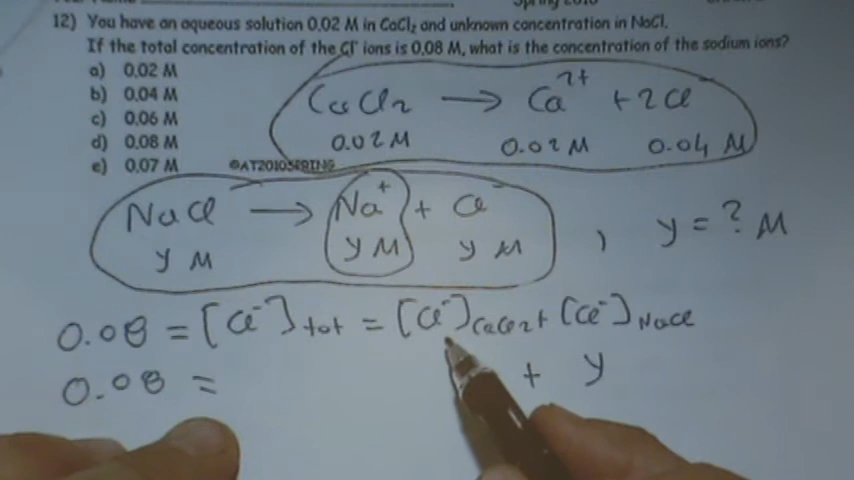 12) You have an aqueous solution 0.02 M in CaCl₂ and unknown concentration in NaCl.
If the total concentration of the Cl⁻ ions is 0.08 M, what is the concentration of the sodium ions?
a) 0.02 M
b) 0.04 M
c) 0.06 M
d) 0.08 M
e) 0.07 M
©AT2010SPRING
CaCl₂ → Ca²⁺ + 2Cl
0.02 M 0.02 M 0.04 M
NaCl → Na⁺ + Cl⁻
y M y M y M , y = ? M
0.08 = [Cl⁻]tot = [Cl⁻]CaCl2 + [Cl⁻]NaCl
0.08 = + y